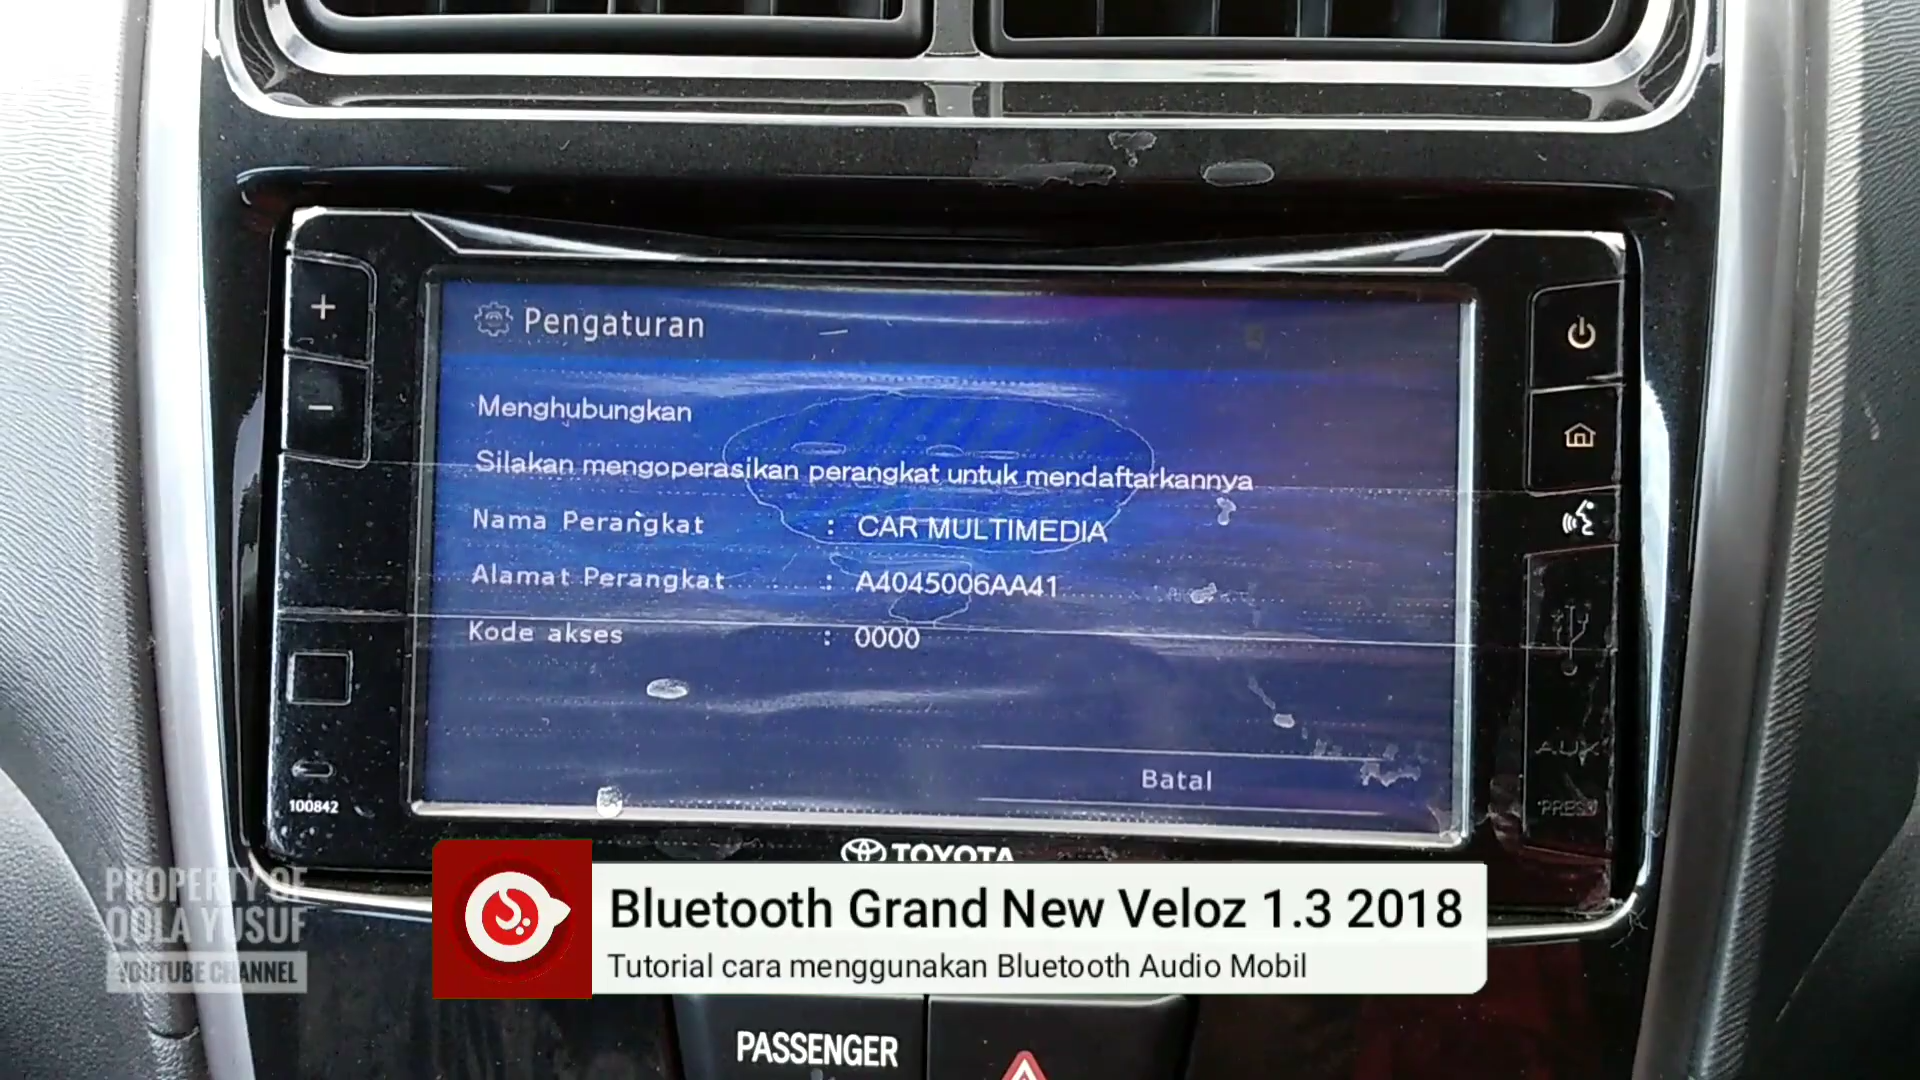 Pengaturan
Menghubungkan
Silakan mengoperasikan perangkat untuk mendaftarkannya
Nama Perangkat : CAR MULTIMEDIA
Alamat Perangkat : A4045006AA41
Kode akses : 0000
Batal
100842
AUX
PRESS
TOYOTA
PROPERTY OF
QOLA YUSUF
YOUTUBE CHANNEL
Bluetooth Grand New Veloz 1.3 2018
Tutorial cara menggunakan Bluetooth Audio Mobil
PASSENGER